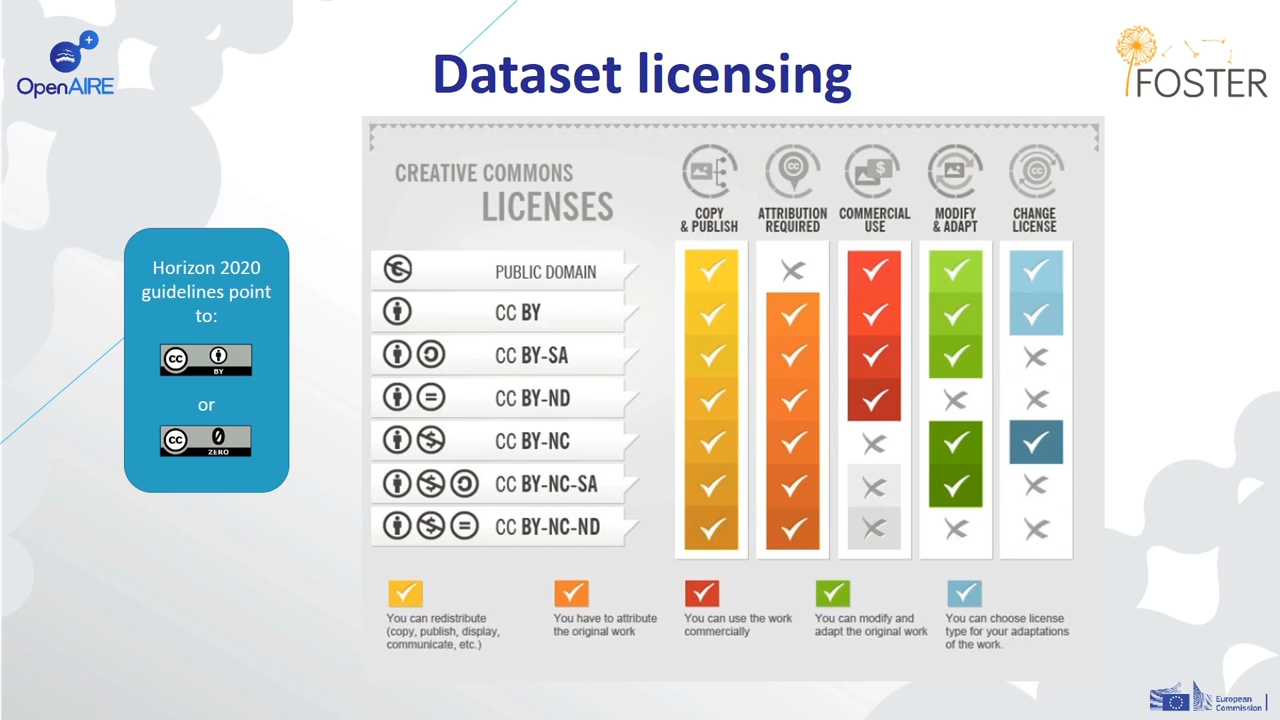 OpenAIRE
Dataset licensing
FOSTER
Horizon 2020
guidelines point
to:
CC
BY
or
CC
ZERO
CREATIVE COMMONS
LICENSES
COPY
& PUBLISH
ATTRIBUTION
REQUIRED
COMMERCIAL
USE
MODIFY
& ADAPT
CHANGE
LICENSE
PUBLIC DOMAIN
CC BY
CC BY-SA
CC BY-ND
CC BY-NC
CC BY-NC-SA
CC BY-NC-ND
You can redistribute
(copy, publish, display,
communicate, etc.)
You have to attribute
the original work
You can use the work
commercially
You can modify and
adapt the original work
You can choose license
type for your adaptations
of the work.
European
Commission